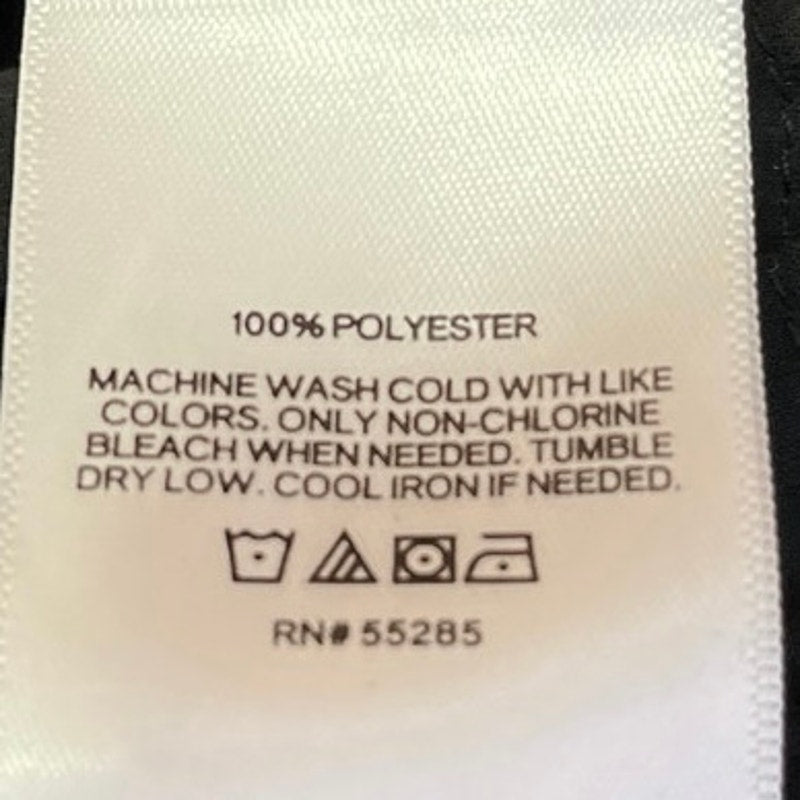 100% POLYESTER
MACHINE WASH COLD WITH LIKE
COLORS. ONLY NON-CHLORINE
BLEACH WHEN NEEDED. TUMBLE
DRY LOW. COOL IRON IF NEEDED.
RN# 55285